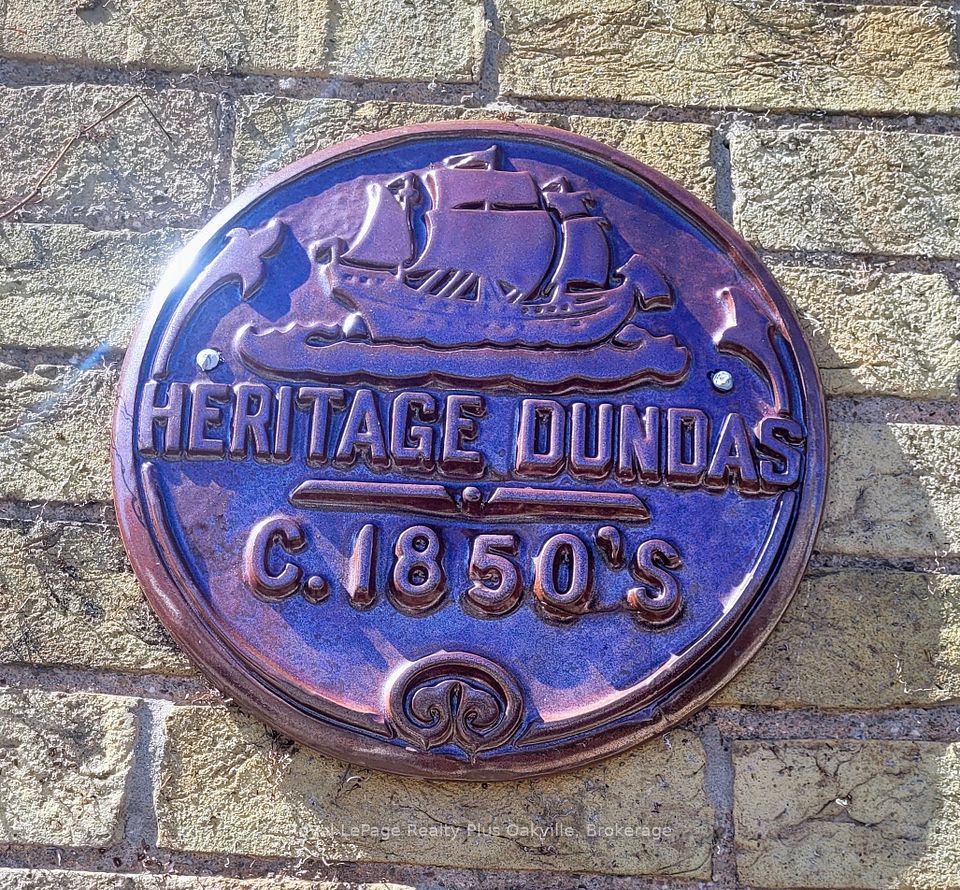 HERITAGE DUNDAS
C. 1850'S
Royal LePage Realty Plus Oakville, Brokerage